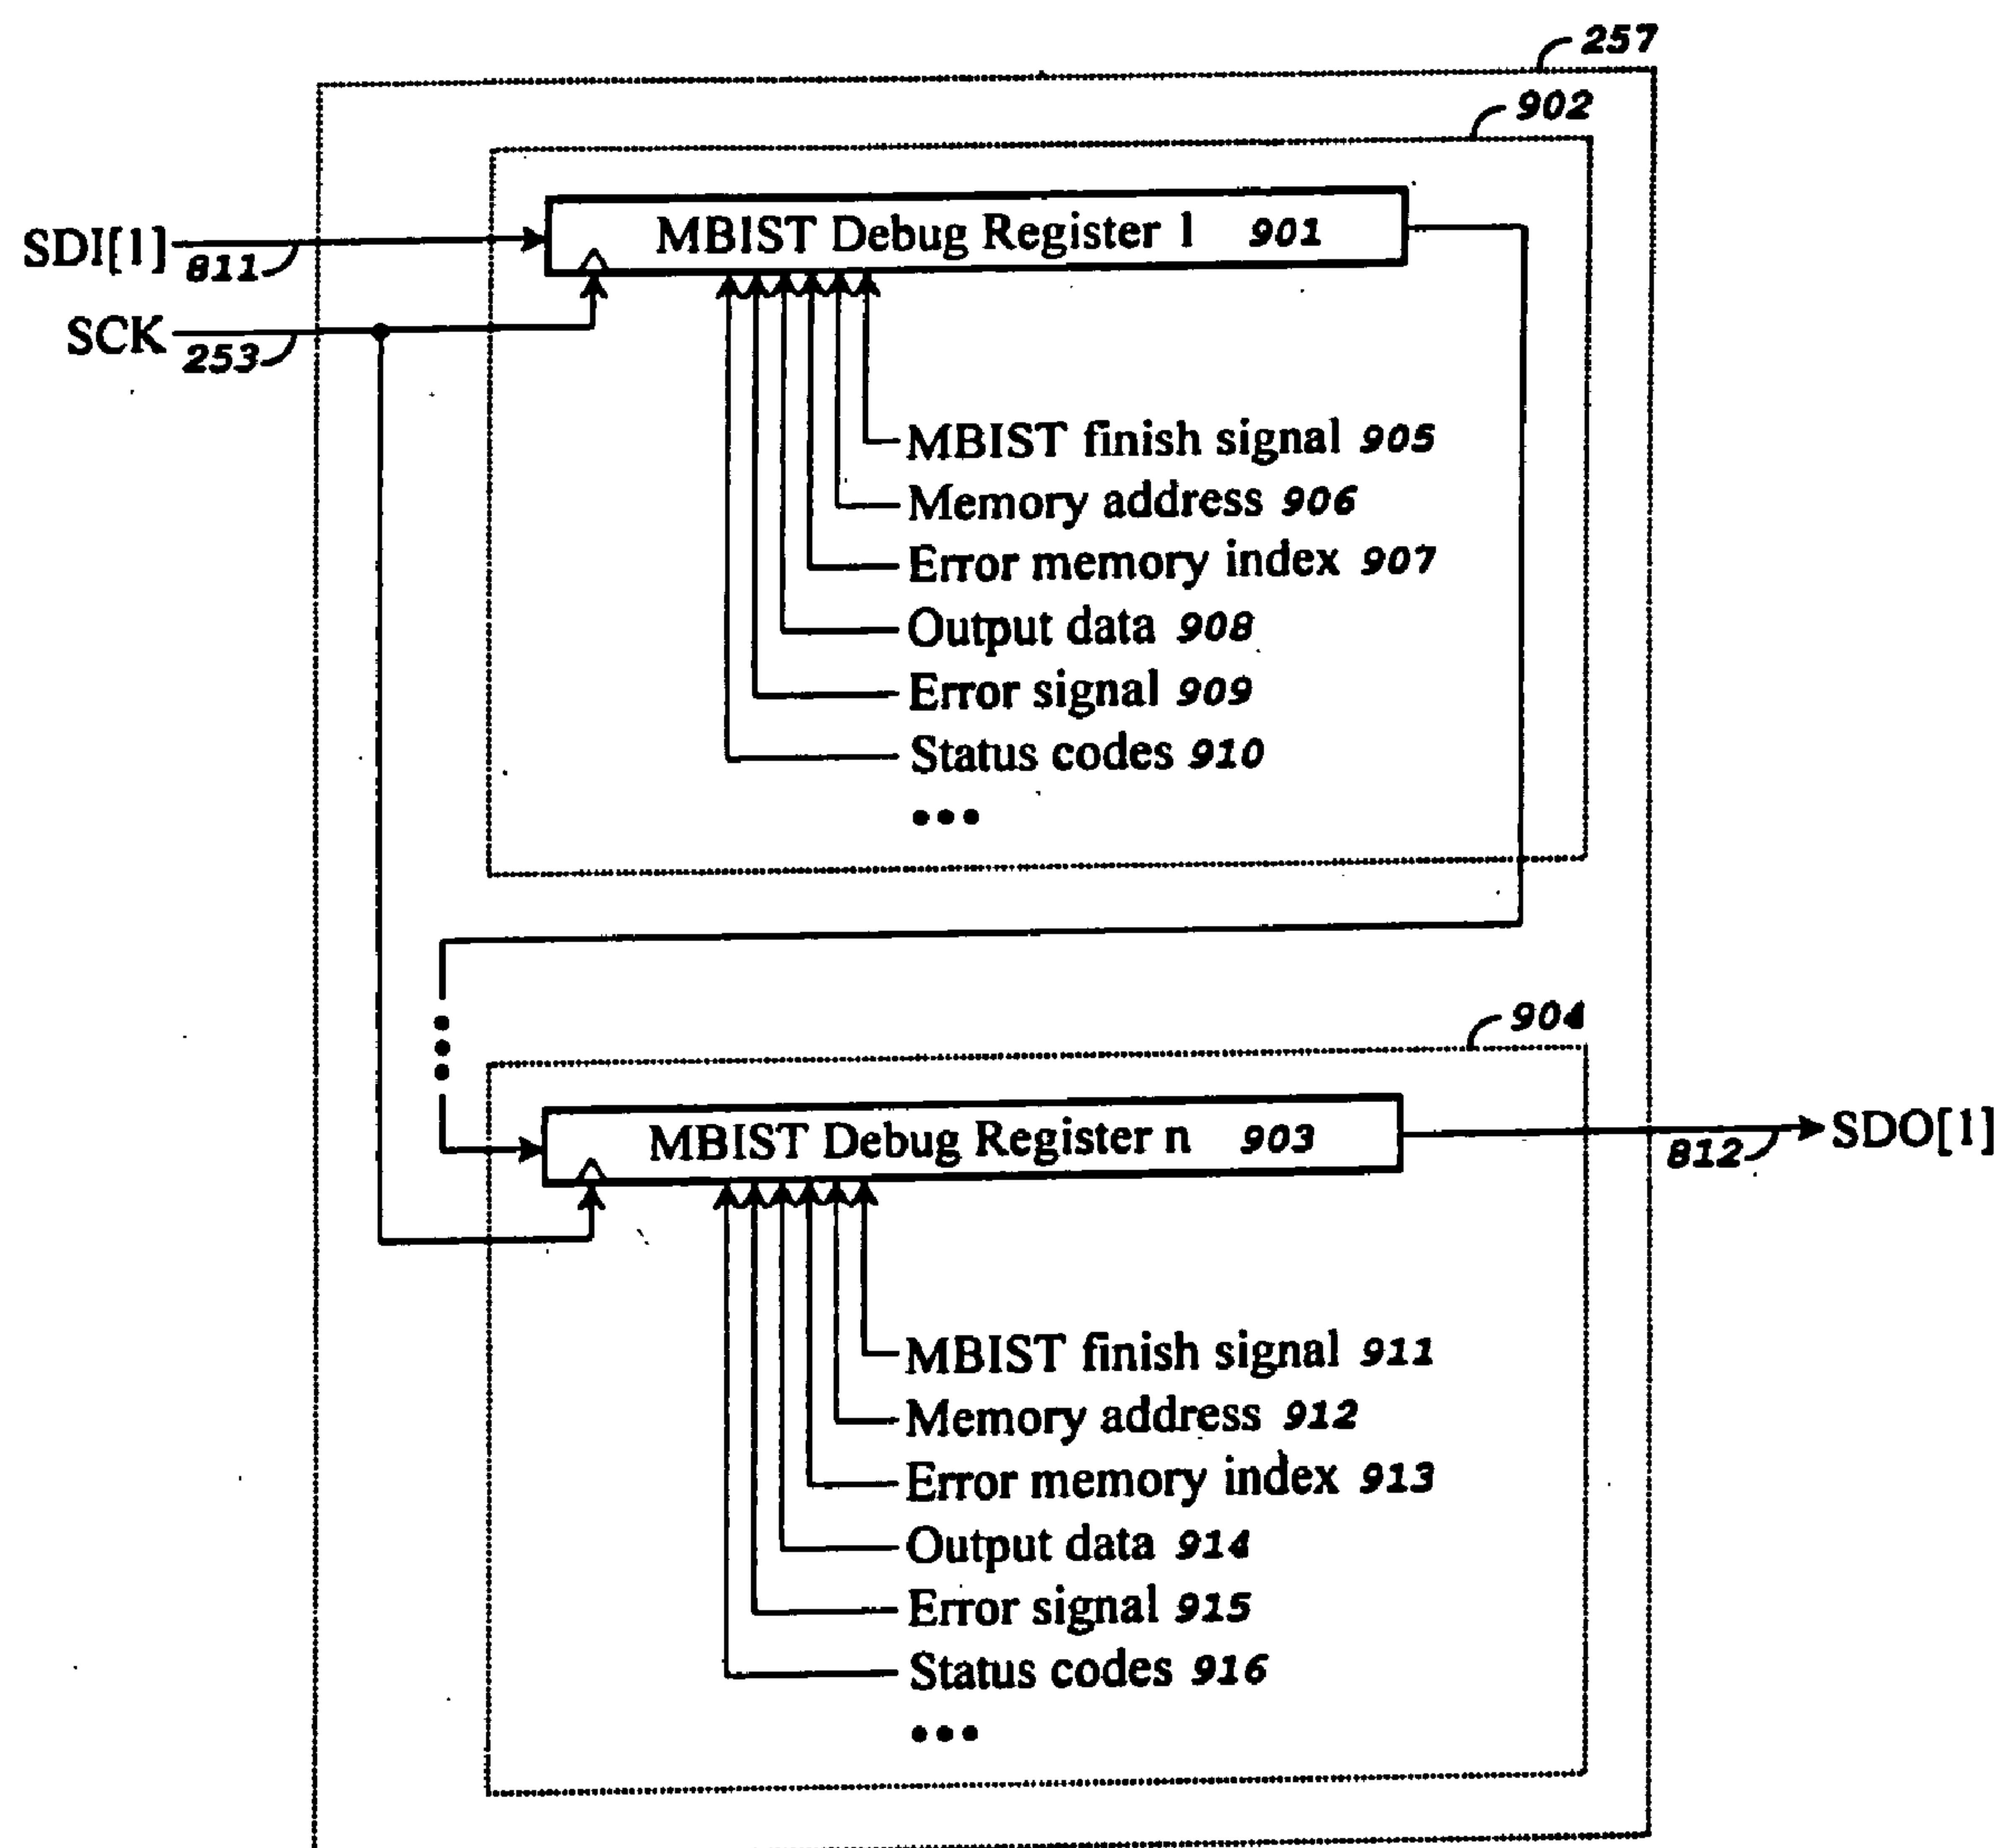 257
902
MBIST Debug Register 1 901
SDI[1]
811
SCK
253
MBIST finish signal 905
Memory address 906
Error memory index 907
Output data 908
Error signal 909
Status codes 910
•••
904
MBIST Debug Register n 903
812
SDO[1]
MBIST finish signal 911
Memory address 912
Error memory index 913
Output data 914
Error signal 915
Status codes 916
•••